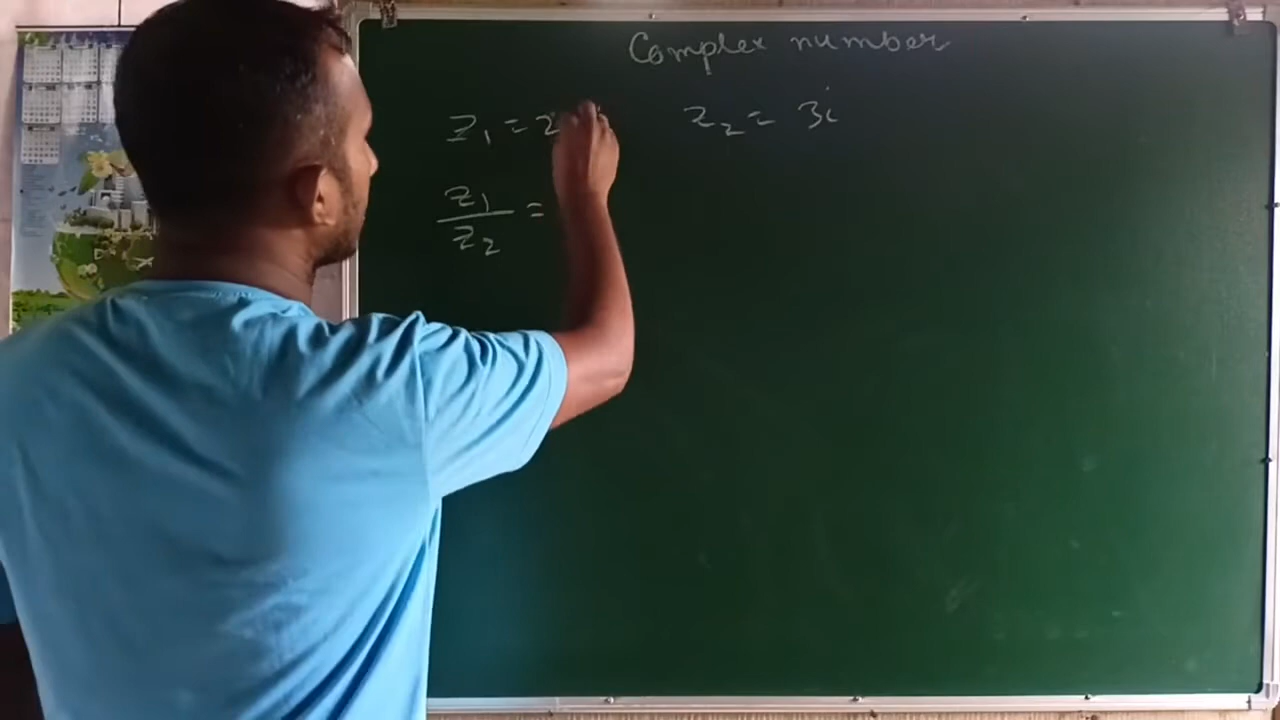 Complex number
z₁ = 2 z₂ = 3i
z₁/z₂ =